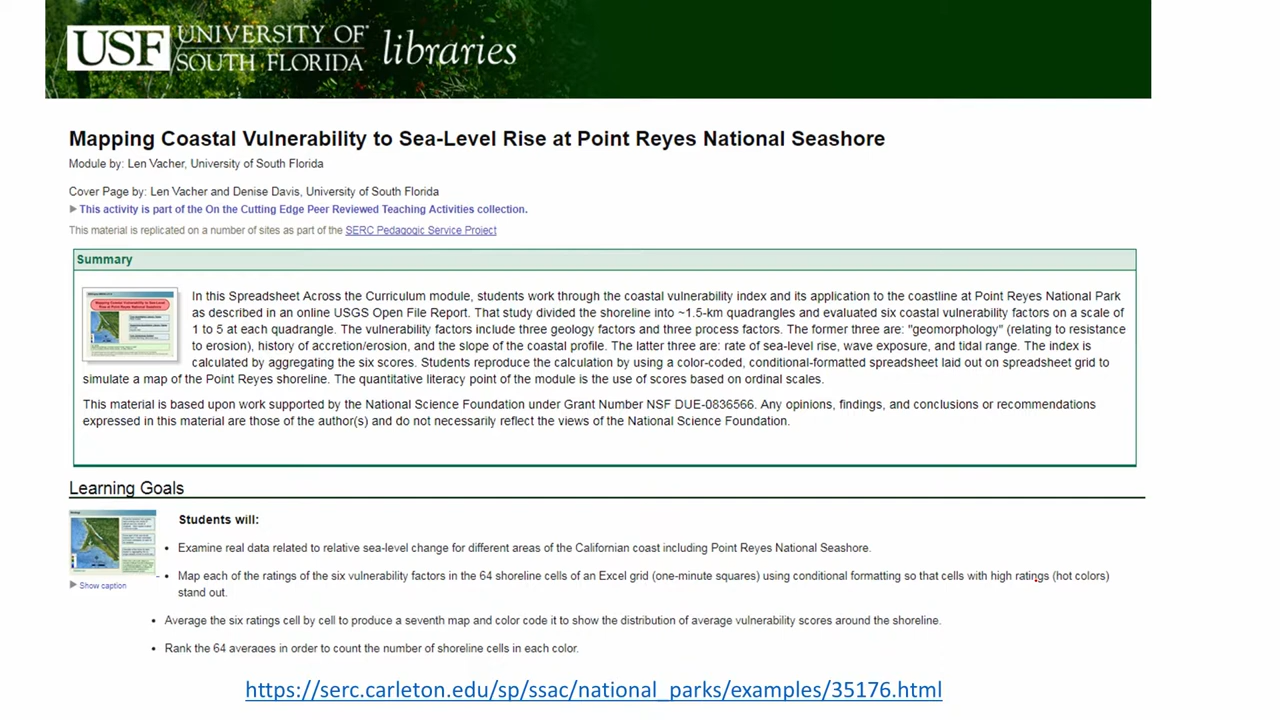 USF UNIVERSITY OF
SOUTH FLORIDA libraries
Mapping Coastal Vulnerability to Sea-Level Rise at Point Reyes National Seashore
Module by: Len Vacher, University of South Florida
Cover Page by: Len Vacher and Denise Davis, University of South Florida
This activity is part of the On the Cutting Edge Peer Reviewed Teaching Activities collection.
This material is replicated on a number of sites as part of the SERC Pedagogic Service Project
Summary
In this Spreadsheet Across the Curriculum module, students work through the coastal vulnerability index and its application to the coastline at Point Reyes National Park
as described in an online USGS Open File Report. That study divided the shoreline into ~1.5-km quadrangles and evaluated six coastal vulnerability factors on a scale of
1 to 5 at each quadrangle. The vulnerability factors include three geology factors and three process factors. The former three are: "geomorphology" (relating to resistance
to erosion), history of accretion/erosion, and the slope of the coastal profile. The latter three are: rate of sea-level rise, wave exposure, and tidal range. The index is
calculated by aggregating the six scores. Students reproduce the calculation by using a color-coded, conditional-formatted spreadsheet laid out on spreadsheet grid to
simulate a map of the Point Reyes shoreline. The quantitative literacy point of the module is the use of scores based on ordinal scales.
This material is based upon work supported by the National Science Foundation under Grant Number NSF DUE-0836566. Any opinions, findings, and conclusions or recommendations
expressed in this material are those of the author(s) and do not necessarily reflect the views of the National Science Foundation.
Learning Goals
Students will:
• Examine real data related to relative sea-level change for different areas of the Californian coast including Point Reyes National Seashore.
• Map each of the ratings of the six vulnerability factors in the 64 shoreline cells of an Excel grid (one-minute squares) using conditional formatting so that cells with high ratings (hot colors)
stand out.
Show caption
• Average the six ratings cell by cell to produce a seventh map and color code it to show the distribution of average vulnerability scores around the shoreline.
• Rank the 64 averages in order to count the number of shoreline cells in each color.
https://serc.carleton.edu/sp/ssac/national_parks/examples/35176.html